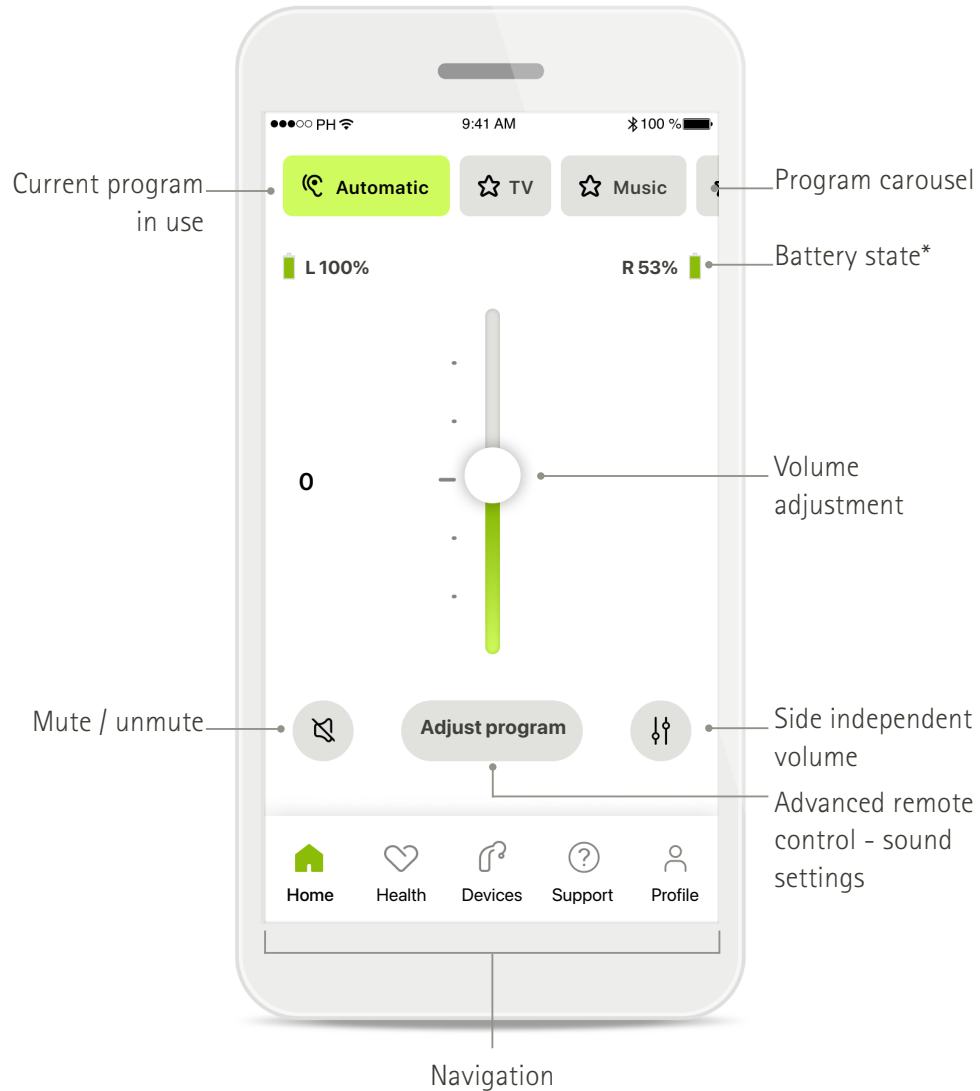 PH 9:41 AM 100 %
Current program
in use
Automatic TV Music
Program carousel
L 100% R 53%
Battery state*
0
Volume
adjustment
Mute / unmute
Adjust program
Side independent
volume
Advanced remote
control - sound
settings
Home Health Devices Support Profile
Navigation